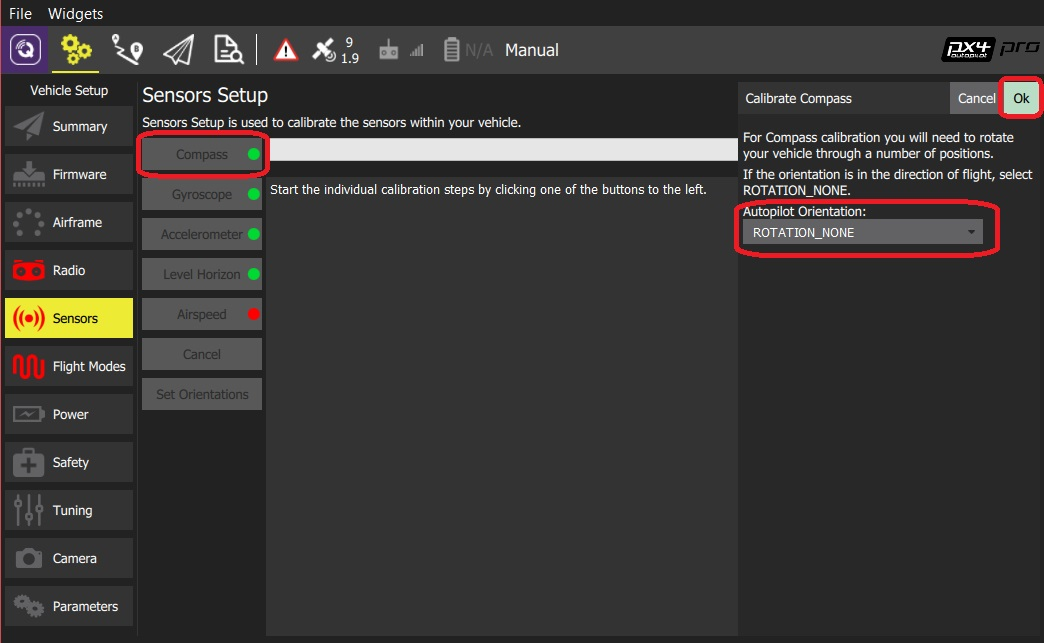 File Widgets
9
1.9
N/A Manual
px4 pro
autopilot
Vehicle Setup
Summary
Firmware
Airframe
Radio
Sensors
Flight Modes
Power
Safety
Tuning
Camera
Parameters
Sensors Setup
Sensors Setup is used to calibrate the sensors within your vehicle.
Compass
Gyroscope
Accelerometer
Level Horizon
Airspeed
Cancel
Set Orientations
Start the individual calibration steps by clicking one of the buttons to the left.
Calibrate Compass Cancel Ok
For Compass calibration you will need to rotate
your vehicle through a number of positions.
If the orientation is in the direction of flight, select
ROTATION_NONE.
Autopilot Orientation:
ROTATION_NONE